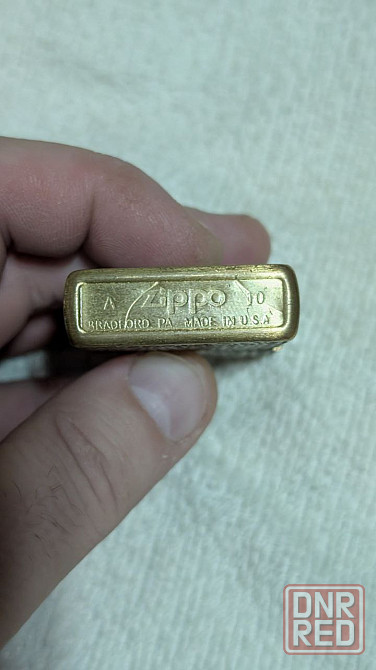 A Zippo 10
BRADFORD PA. MADE IN U.S.A
DNR
RED